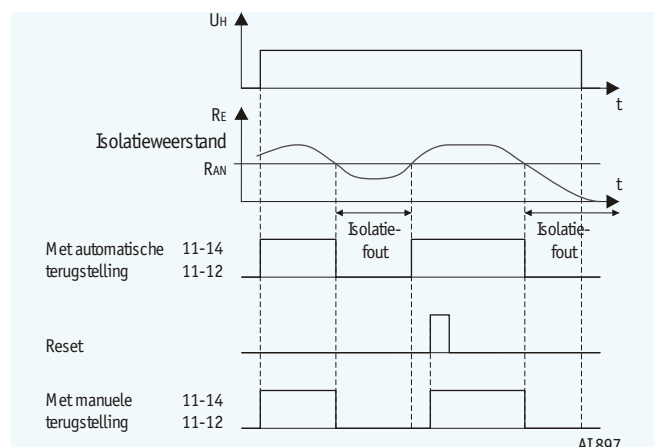 UH
t
RE
Isolatieweerstand
RAN
t
Isolatie-
fout
Isolatie-
fout
Met automatische 11-14
terugstelling 11-12
Reset
Met manuele 11-14
terugstelling 11-12
AI 897